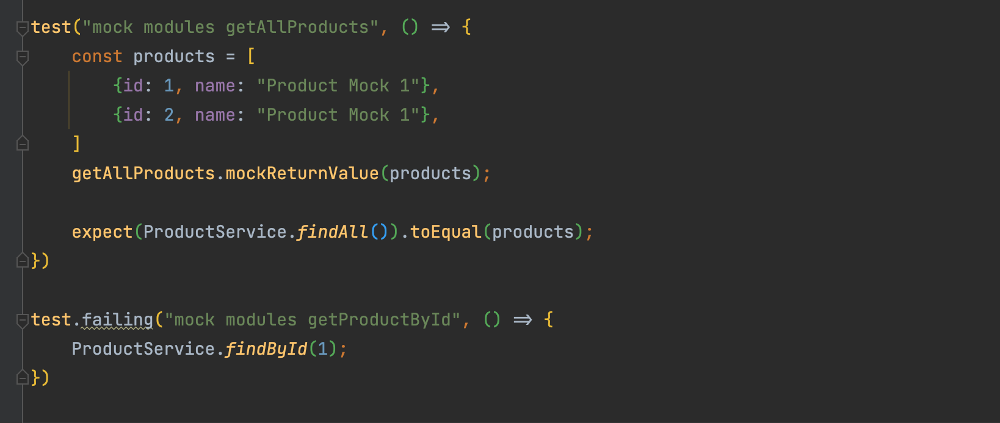 test("mock modules getAllProducts", () => {
    const products = [
        {id: 1, name: "Product Mock 1"},
        {id: 2, name: "Product Mock 1"},
    ]
    getAllProducts.mockReturnValue(products);

    expect(ProductService.findAll()).toEqual(products);
})

test.failing("mock modules getProductById", () => {
    ProductService.findById(1);
})